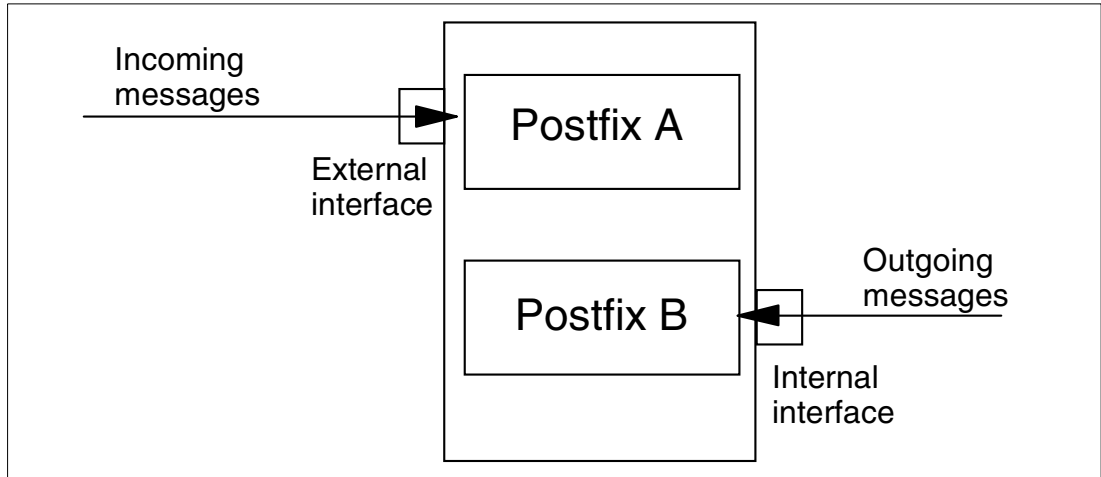 Incoming
messages
Postfix A
External
interface
Outgoing
messages
Postfix B
Internal
interface